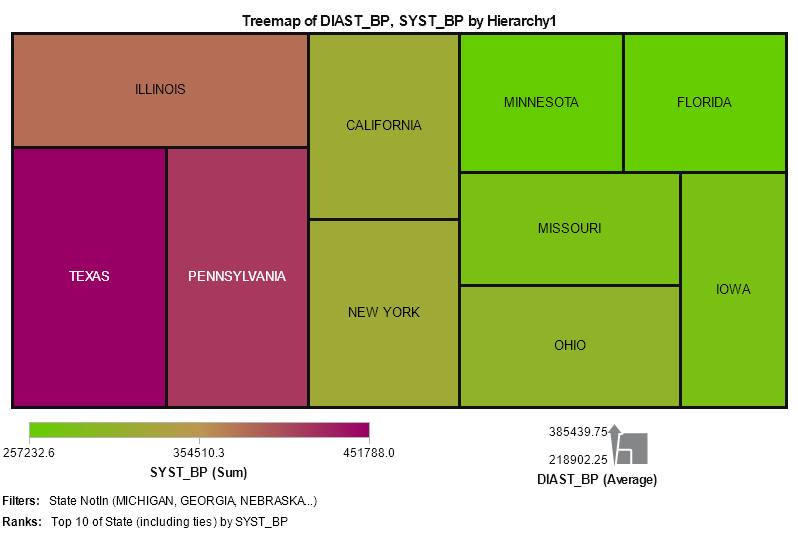 Treemap of DIAST_BP, SYST_BP by Hierarchy1
ILLINOIS
CALIFORNIA
MINNESOTA
FLORIDA
TEXAS
PENNSYLVANIA
NEW YORK
MISSOURI
IOWA
OHIO
257232.6
354510.3
451788.0
SYST_BP (Sum)
385439.75
218902.25
DIAST_BP (Average)
Filters: State NotIn (MICHIGAN, GEORGIA, NEBRASKA...)
Ranks: Top 10 of State (including ties) by SYST_BP